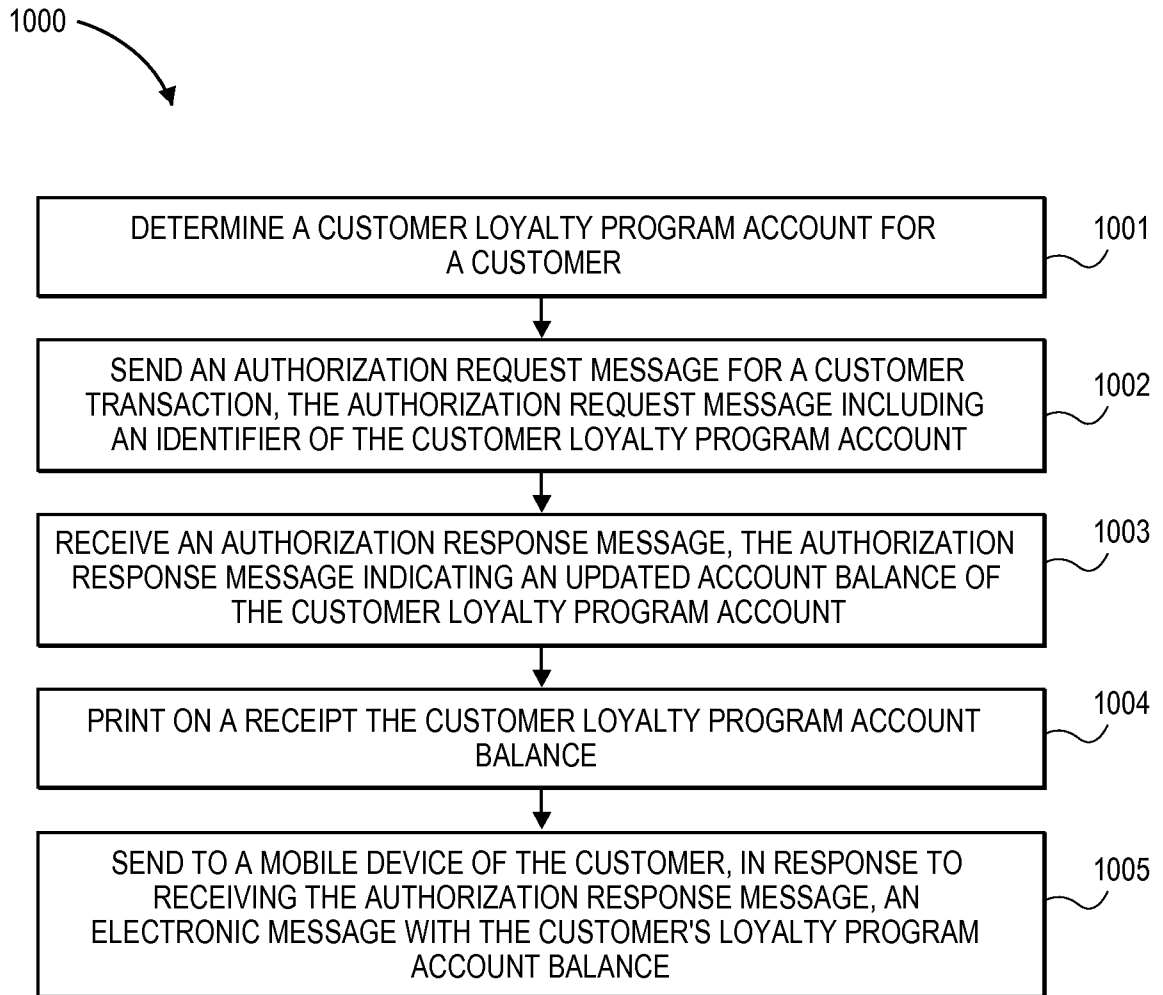 1000
DETERMINE A CUSTOMER LOYALTY PROGRAM ACCOUNT FOR
A CUSTOMER
1001
SEND AN AUTHORIZATION REQUEST MESSAGE FOR A CUSTOMER
TRANSACTION, THE AUTHORIZATION REQUEST MESSAGE INCLUDING
AN IDENTIFIER OF THE CUSTOMER LOYALTY PROGRAM ACCOUNT
1002
RECEIVE AN AUTHORIZATION RESPONSE MESSAGE, THE AUTHORIZATION
RESPONSE MESSAGE INDICATING AN UPDATED ACCOUNT BALANCE OF
THE CUSTOMER LOYALTY PROGRAM ACCOUNT
1003
PRINT ON A RECEIPT THE CUSTOMER LOYALTY PROGRAM ACCOUNT
BALANCE
1004
SEND TO A MOBILE DEVICE OF THE CUSTOMER, IN RESPONSE TO
RECEIVING THE AUTHORIZATION RESPONSE MESSAGE, AN
ELECTRONIC MESSAGE WITH THE CUSTOMER'S LOYALTY PROGRAM
ACCOUNT BALANCE
1005